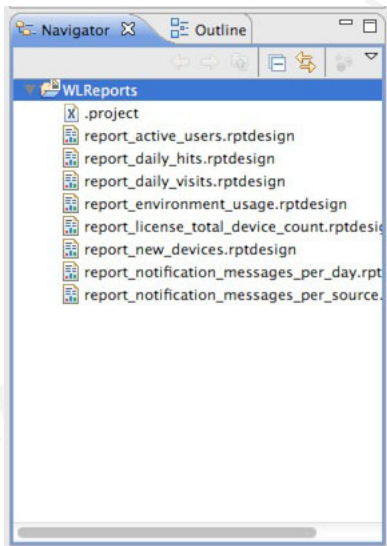 Navigator Outline
WLReports
.project
report_active_users.rptdesign
report_daily_hits.rptdesign
report_daily_visits.rptdesign
report_environment_usage.rptdesign
report_license_total_device_count.rptdesig
report_new_devices.rptdesign
report_notification_messages_per_day.rpt
report_notification_messages_per_source.